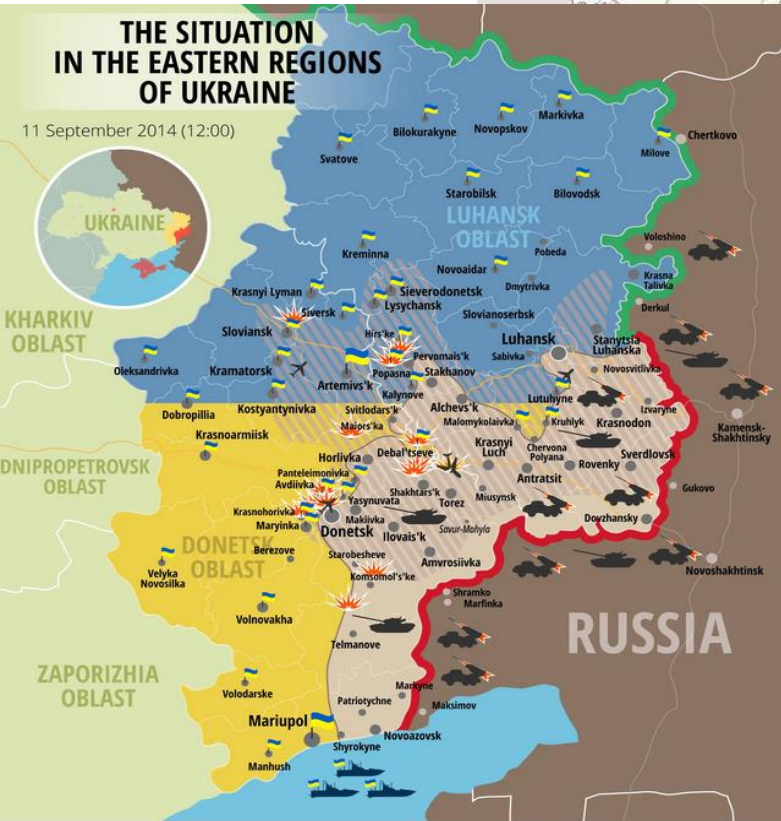 THE SITUATION
IN THE EASTERN REGIONS
OF UKRAINE
11 September 2014 (12:00)
UKRAINE
Markivka
Bilokurakyne
Novopskov
Chertkovo
Svatove
Milove
Starobilsk
Bilovodsk
LUHANSK
OBLAST
Voloshino
Kreminna
Pobeda
Novoaidar
Krasna
Talivka
Dmytrivka
Krasnyi Lyman
Sieverodonetsk
Lysychansk
Siversk
Derkul
KHARKIV
OBLAST
Sloviansk
Slovianoserbsk
Hirs'ke
Luhansk
Stanytsia
Luhanska
Pervomais'k
Sabivka
Oleksandrivka
Kramatorsk
Artemivs'k
Popasna
Stakhanov
Novosvitlivka
Kalynove
Lutuhyne
Dobropillia
Kostyantynivka
Svitlodars'k
Alchevs'k
Izvaryne
Maiors'ka
Malomykolaivka
Kruhlyk
Krasnodon
Kamensk-
Shakhtinsky
Krasnoarmiisk
Krasnyi
Luch
Chervona
Polyana
Horlivka
Debal'tseve
Sverdlovsk
DNIPROPETROVSK
OBLAST
Rovenky
Panteleimonivka
Avdiivka
Antratsit
Gukovo
Yasynuvata
Shakhtars'k
Torez
Miusynsk
Krasnohorivka
Maryinka
Makiivka
Dovzhansky
Donetsk
Ilovais'k
Savur-Mohyla
DONETSK
OBLAST
Berezove
Starobesheve
Amvrosiivka
Velyka
Novosilka
Komsomol's'ke
Novoshakhtinsk
Shramko
Marfinka
Volnovakha
RUSSIA
Telmanove
ZAPORIZHIA
OBLAST
Volodarske
Markyne
Patriotychne
Maksimov
Mariupol
Novoazovsk
Shyrokyne
Manhush